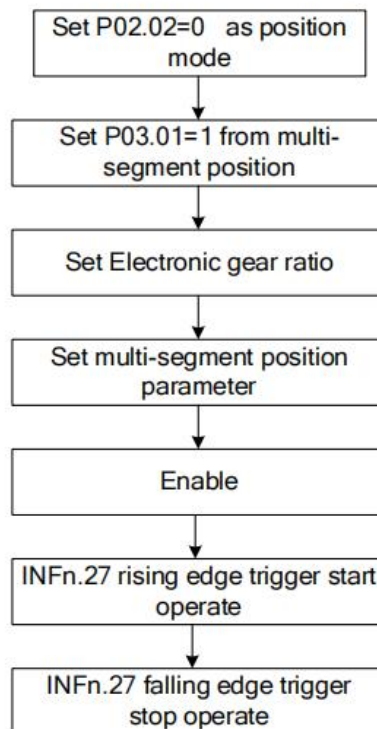 Set P02.02=0 as position
mode
Set P03.01=1 from multi-
segment position
Set Electronic gear ratio
Set multi-segment position
parameter
Enable
INFn.27 rising edge trigger start
operate
INFn.27 falling edge trigger
stop operate